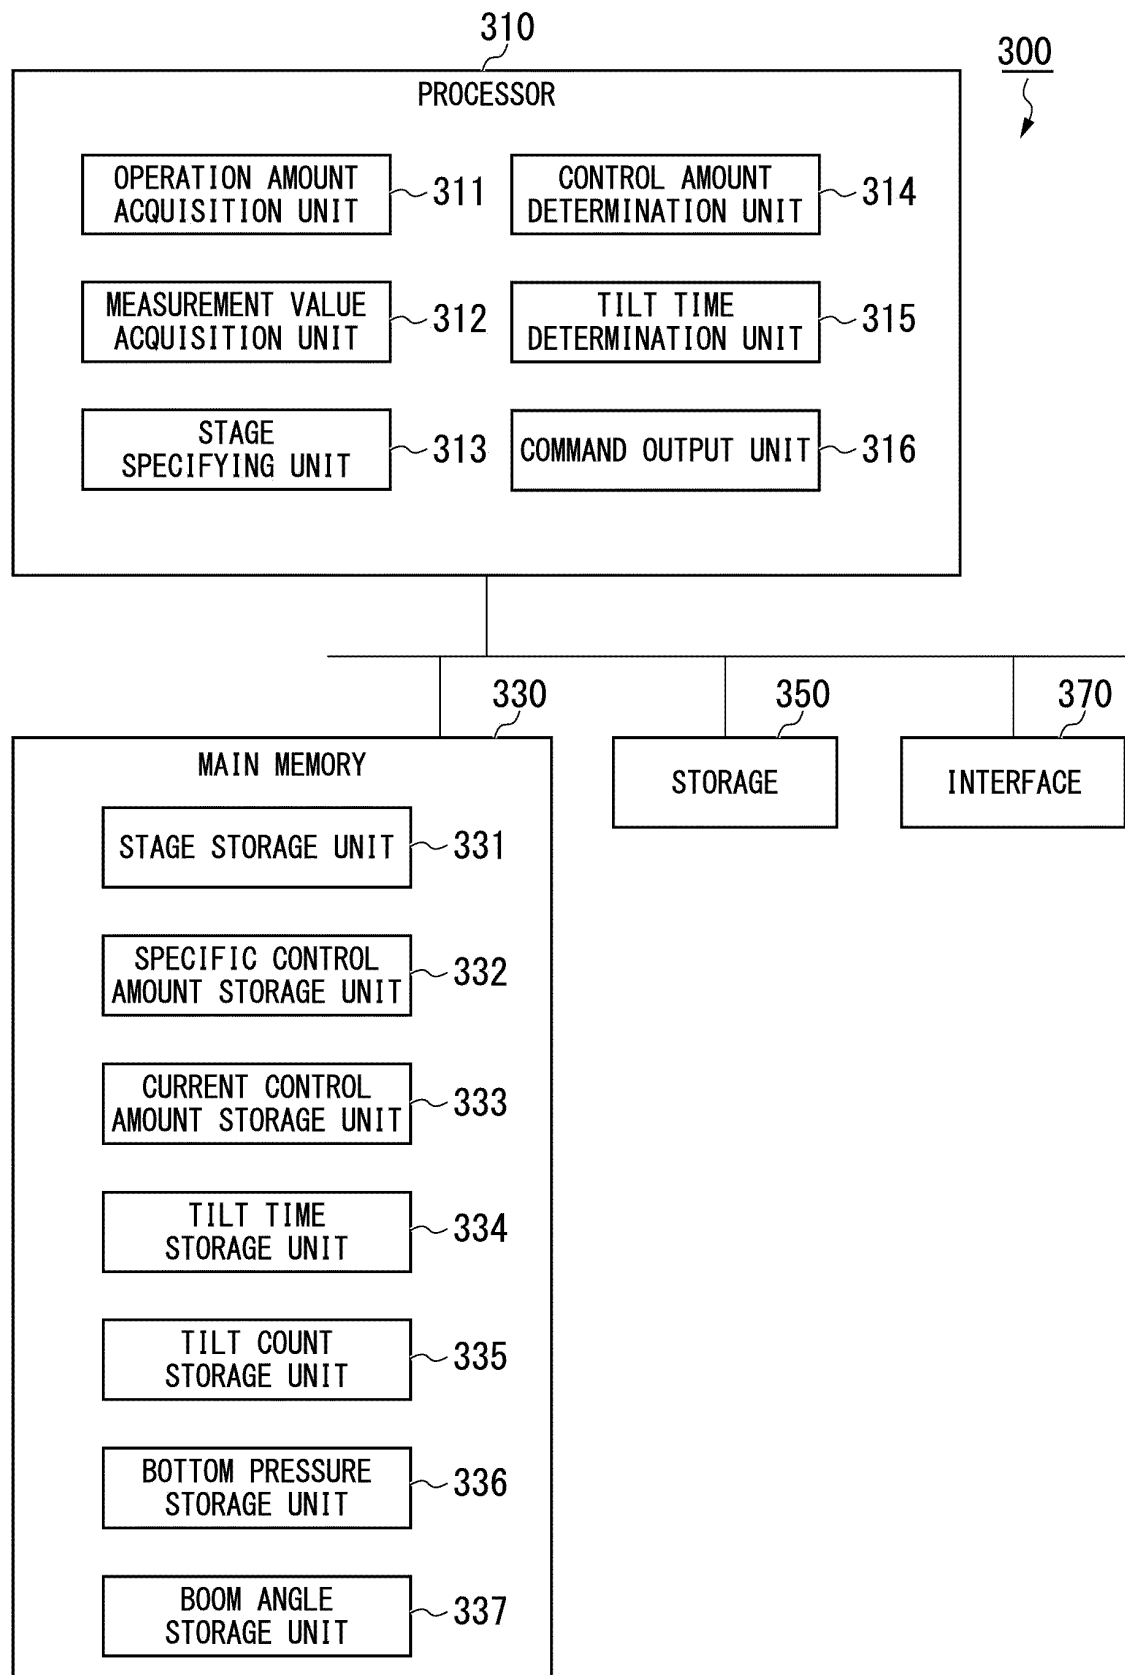 310
300
PROCESSOR
OPERATION AMOUNT
ACQUISITION UNIT
311
CONTROL AMOUNT
DETERMINATION UNIT
314
MEASUREMENT VALUE
ACQUISITION UNIT
312
TILT TIME
DETERMINATION UNIT
315
STAGE
SPECIFYING UNIT
313
COMMAND OUTPUT UNIT
316
330
350
370
MAIN MEMORY
STORAGE
INTERFACE
STAGE STORAGE UNIT
331
SPECIFIC CONTROL
AMOUNT STORAGE UNIT
332
CURRENT CONTROL
AMOUNT STORAGE UNIT
333
TILT TIME
STORAGE UNIT
334
TILT COUNT
STORAGE UNIT
335
BOTTOM PRESSURE
STORAGE UNIT
336
BOOM ANGLE
STORAGE UNIT
337